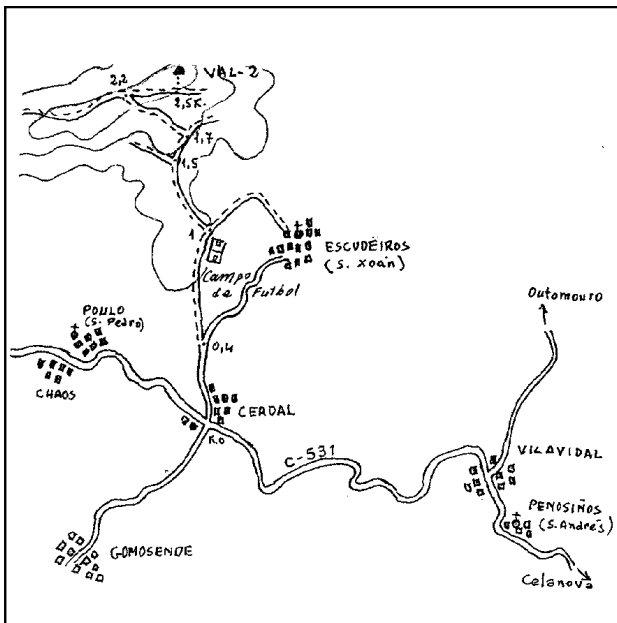 2,2
VAL-2
2,5K.
1,7
1,5
1
ESCUDEIROS
(S. XOÁN)
Campo
de Futbol
Outomouro
POULO
(S. Pedro)
0,4
CHAOS
CERDAL
K.0
C-531
VILAVIDAL
PENOSIÑOS
(S. Andrés)
GOMOSENDE
Celanova